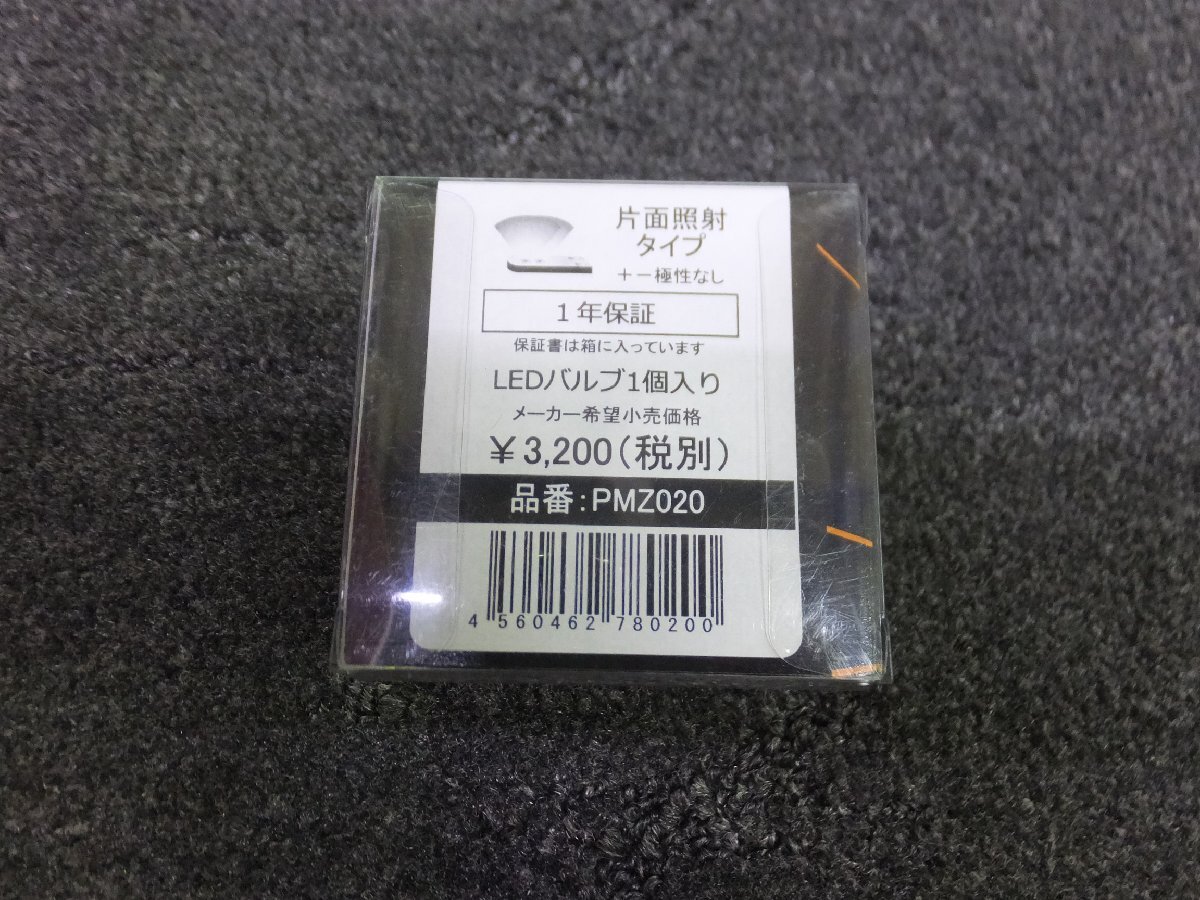 片面照射
タイプ
＋－極性なし
1年保証
保証書は箱に入っています
LEDバルブ1個入り
メーカー希望小売価格
￥3,200(税別)
品番:PMZ020
4 560462 780200